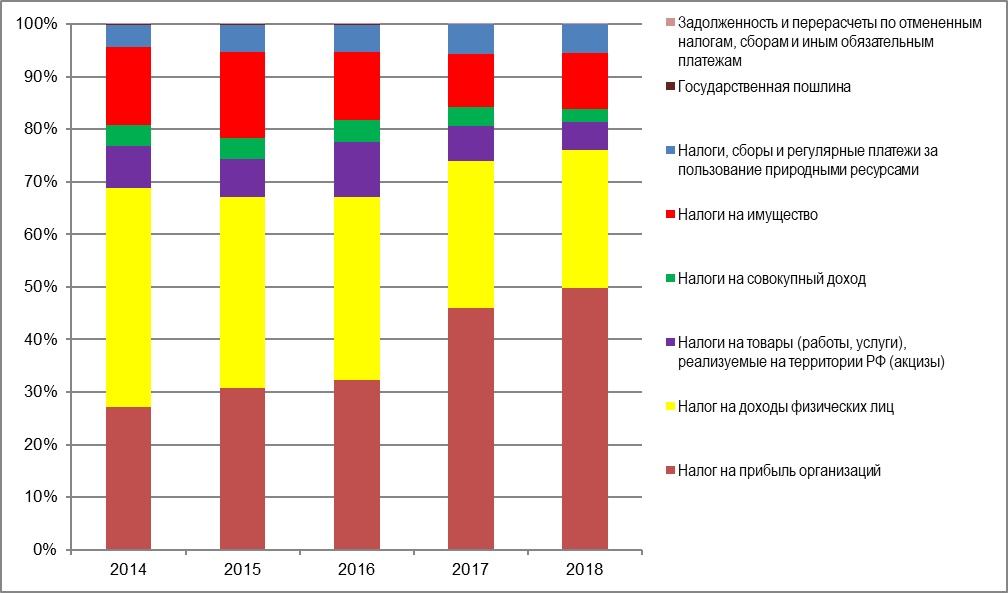 100%
90%
80%
70%
60%
50%
40%
30%
20%
10%
0%
2014
2015
2016
2017
2018
Задолженность и перерасчеты по отмененным
налогам, сборам и иным обязательным
платежам
Государственная пошлина
Налоги, сборы и регулярные платежи за
пользование природными ресурсами
Налоги на имущество
Налоги на совокупный доход
Налоги на товары (работы, услуги),
реализуемые на территории РФ (акцизы)
Налог на доходы физических лиц
Налог на прибыль организаций